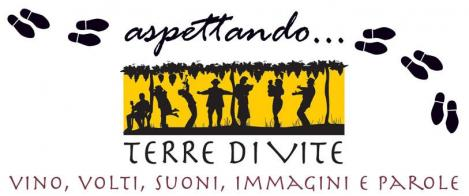 aspettando...
TERRE DI VITE
VINO, VOLTI, SUONI, IMMAGINI E PAROLE